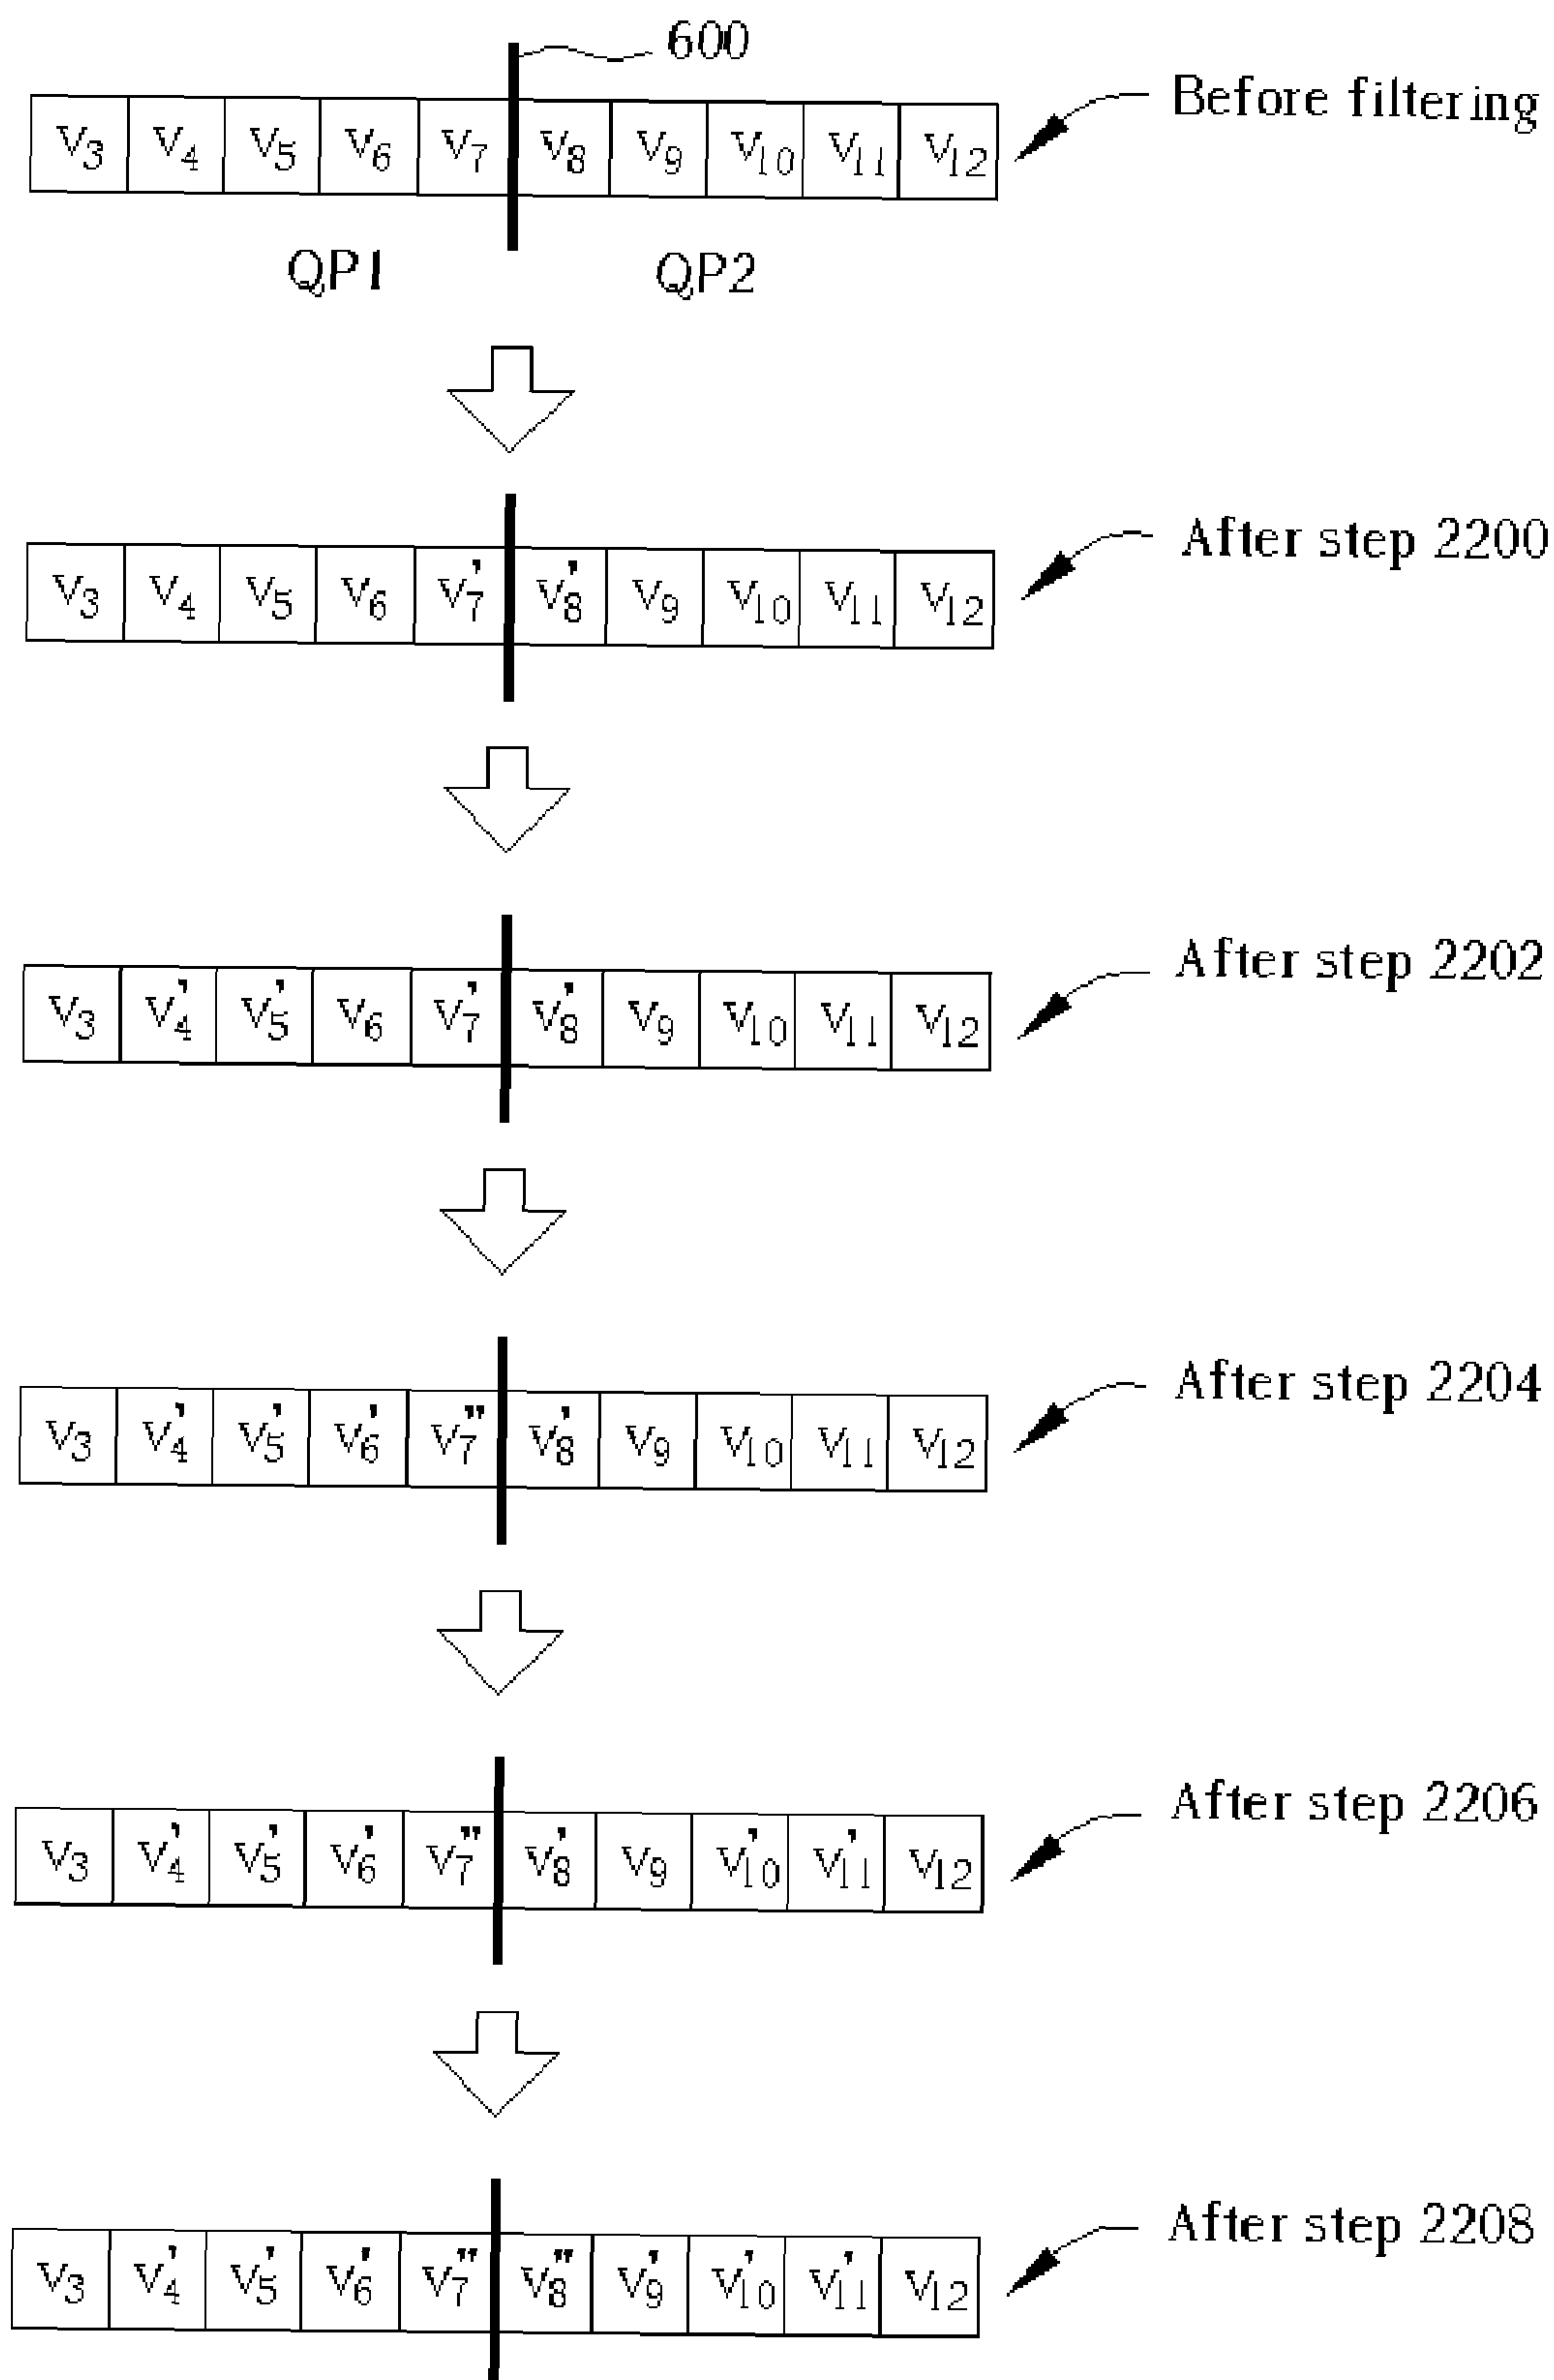 600
Before filtering
V3 V4 V5 V6 V7 V8 V9 V10 V11 V12
QP1 QP2
After step 2200
V3 V4 V5 V6 V7' V8' V9 V10 V11 V12
After step 2202
V3 V4' V5' V6 V7' V8' V9 V10 V11 V12
After step 2204
V3 V4' V5' V6' V7" V8' V9 V10 V11 V12
After step 2206
V3 V4' V5' V6' V7" V8' V9 V10' V11' V12
After step 2208
V3 V4' V5' V6' V7" V8" V9' V10' V11' V12